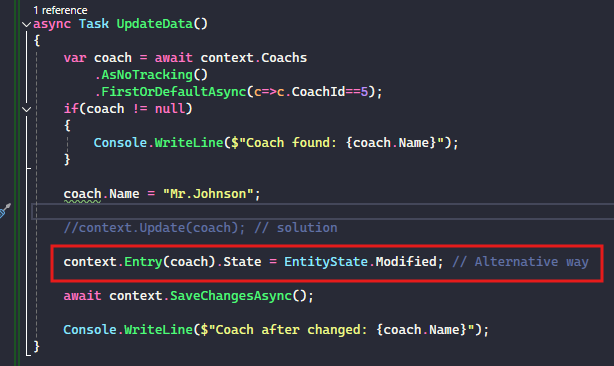 1 reference
async Task UpdateData()
{
var coach = await context.Coachs
.AsNoTracking()
.FirstOrDefaultAsync(c=>c.CoachId==5);
if(coach != null)
{
Console.WriteLine($"Coach found: {coach.Name}");
}
coach.Name = "Mr.Johnson";
//context.Update(coach); // solution
context.Entry(coach).State = EntityState.Modified; // Alternative way
await context.SaveChangesAsync();
Console.WriteLine($"Coach after changed: {coach.Name}");
}